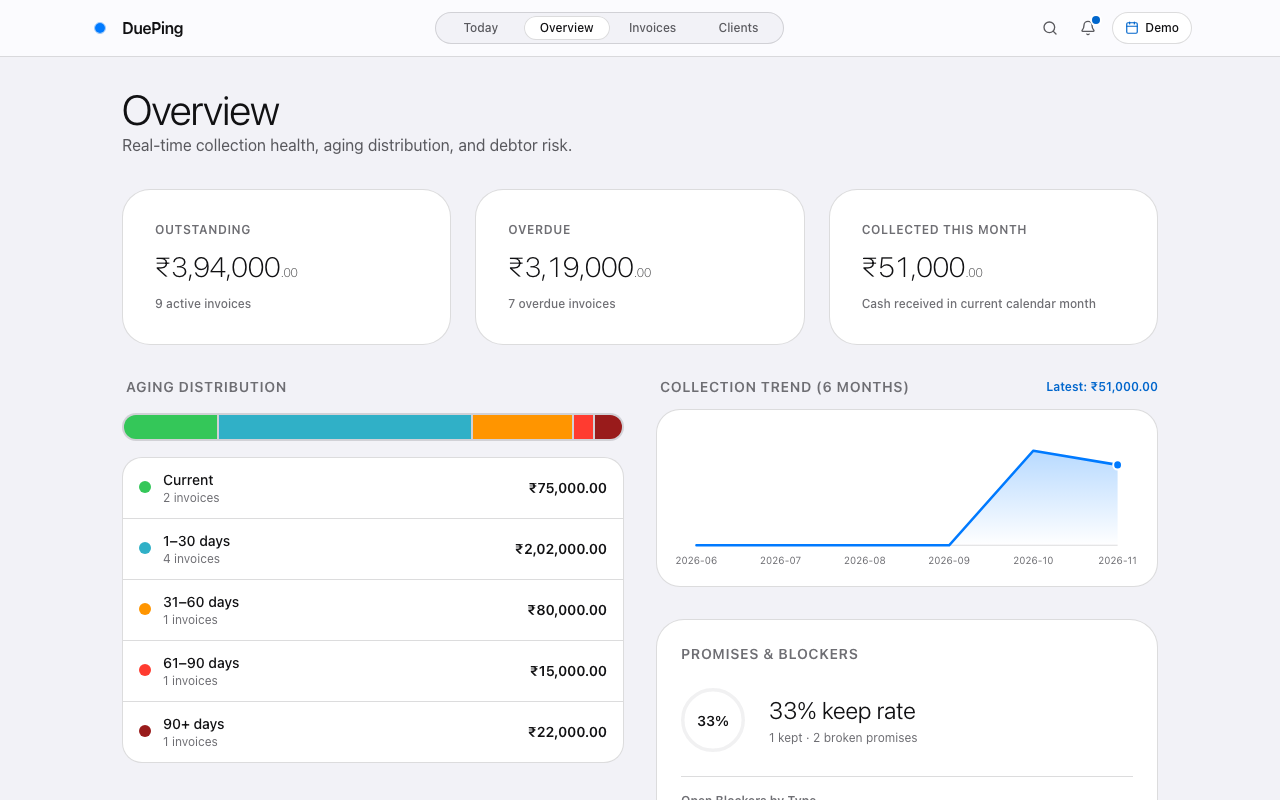 DuePing
Today
Overview
Invoices
Clients
Demo
Overview
Real-time collection health, aging distribution, and debtor risk.
OUTSTANDING
₹3,94,000.00
9 active invoices
OVERDUE
₹3,19,000.00
7 overdue invoices
COLLECTED THIS MONTH
₹51,000.00
Cash received in current calendar month
AGING DISTRIBUTION
Current
2 invoices
₹75,000.00
1–30 days
4 invoices
₹2,02,000.00
31–60 days
1 invoices
₹80,000.00
61–90 days
1 invoices
₹15,000.00
90+ days
1 invoices
₹22,000.00
COLLECTION TREND (6 MONTHS)
Latest: ₹51,000.00
2026-06
2026-07
2026-08
2026-09
2026-10
2026-11
PROMISES & BLOCKERS
33%
33% keep rate
1 kept · 2 broken promises
Open Blockers by Type